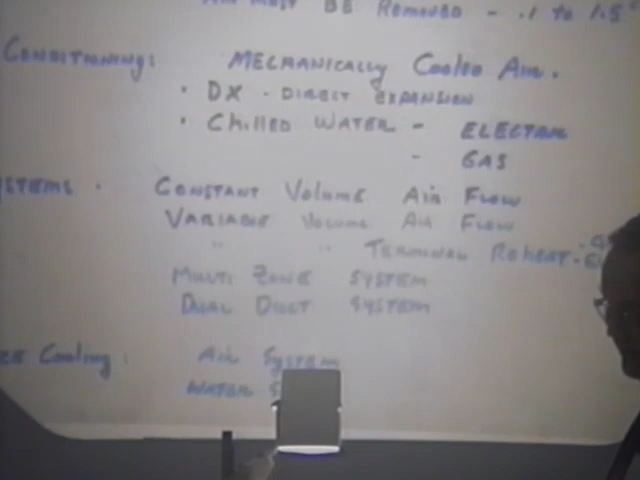 MUST BE REMOVED - .1 to 1.5"
CONDITIONING: MECHANICALLY COOLED AIR.
• DX - DIRECT EXPANSION
• CHILLED WATER - ELECTRIC
- GAS
STEMS . CONSTANT VOLUME AIR FLOW
VARIABLE VOLUME AIR FLOW
" " TERMINAL REHEAT -
MULTI ZONE SYSTEM
DUAL DUCT SYSTEM
Cooling: AIR SYSTEM
WATER S